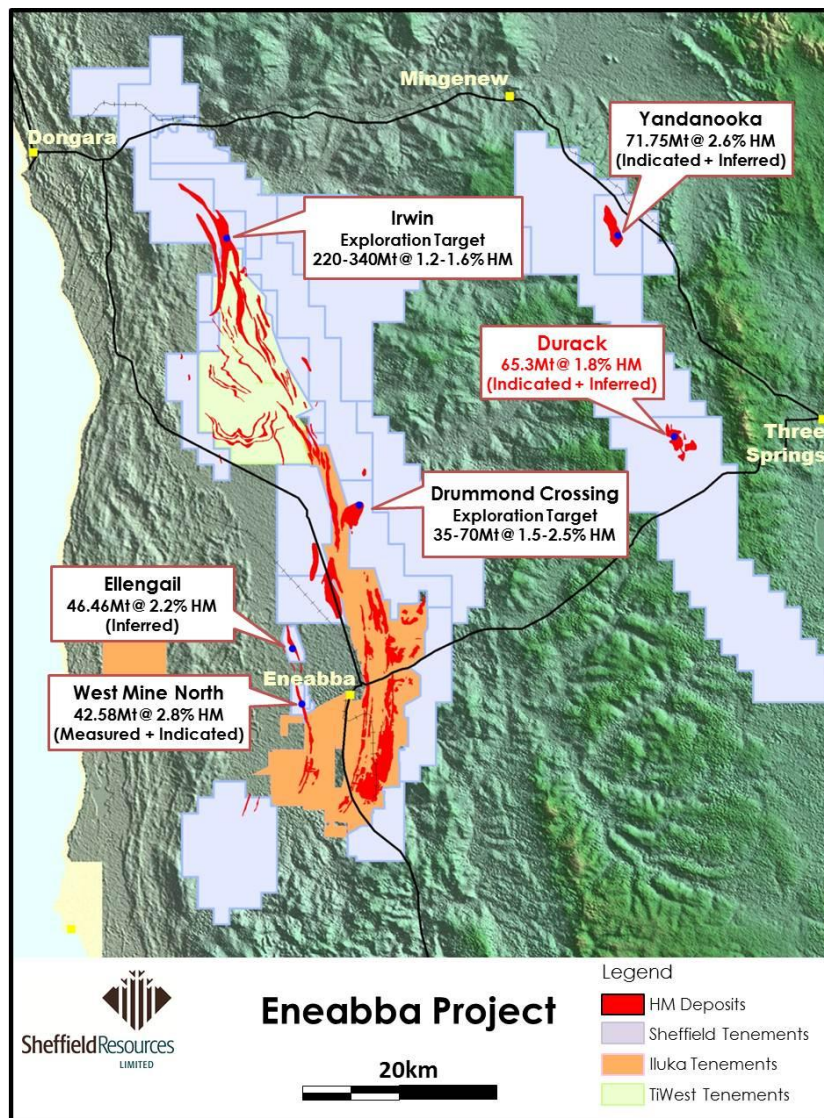 Mingenew
Dongara
Yandanooka
71.75Mt@ 2.6% HM
(Indicated + Inferred)
Irwin
Exploration Target
220-340Mt@ 1.2-1.6% HM
Durack
65.3Mt@ 1.8% HM
(Indicated + Inferred)
Three
Springs
Drummond Crossing
Exploration Target
35-70Mt@ 1.5-2.5% HM
Ellengail
46.46Mt@ 2.2% HM
(Inferred)
Eneabba
West Mine North
42.58Mt@ 2.8% HM
(Measured + Indicated)
SheffieldResources
LIMITED
Eneabba Project
20km
Legend
HM Deposits
Sheffield Tenements
Iluka Tenements
TiWest Tenements